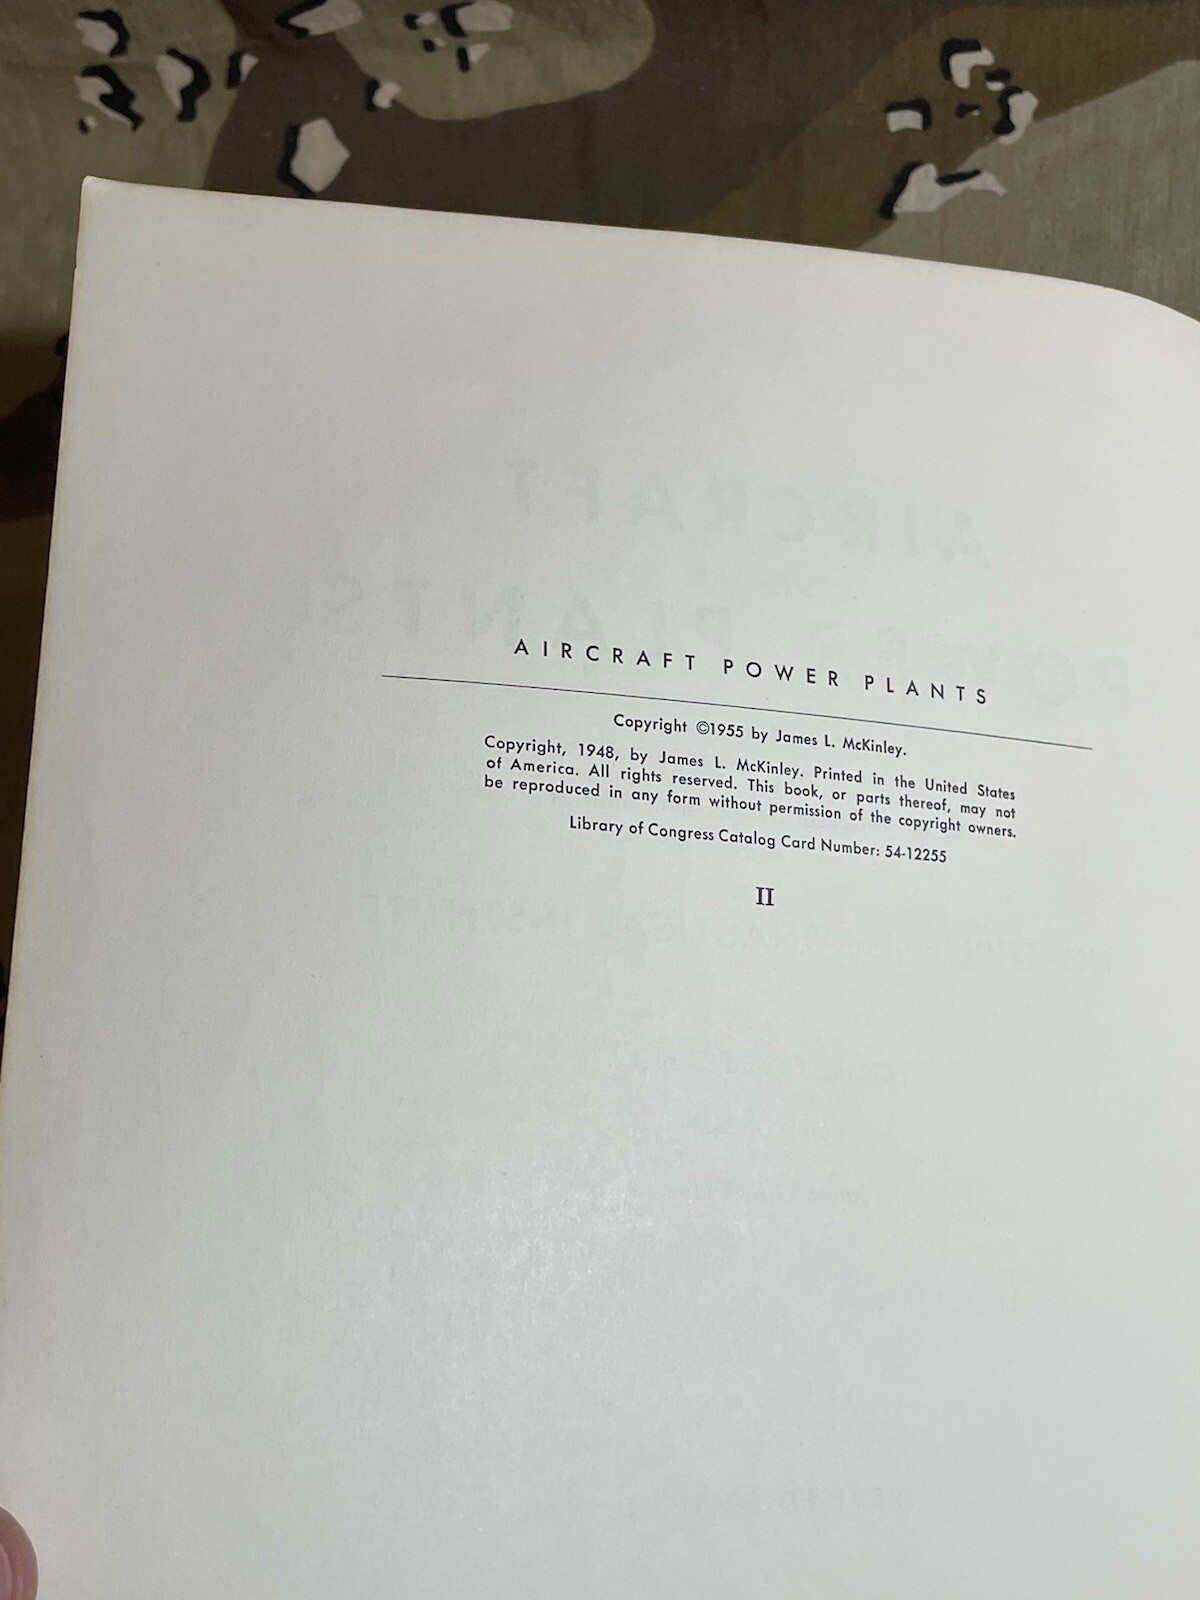 AIRCRAFT POWER PLANTS
Copyright ©1955 by James L. McKinley.
Copyright, 1948, by James L. McKinley. Printed in the United States
of America. All rights reserved. This book, or parts thereof, may not
be reproduced in any form without permission of the copyright owners.
Library of Congress Catalog Card Number: 54-12255
II